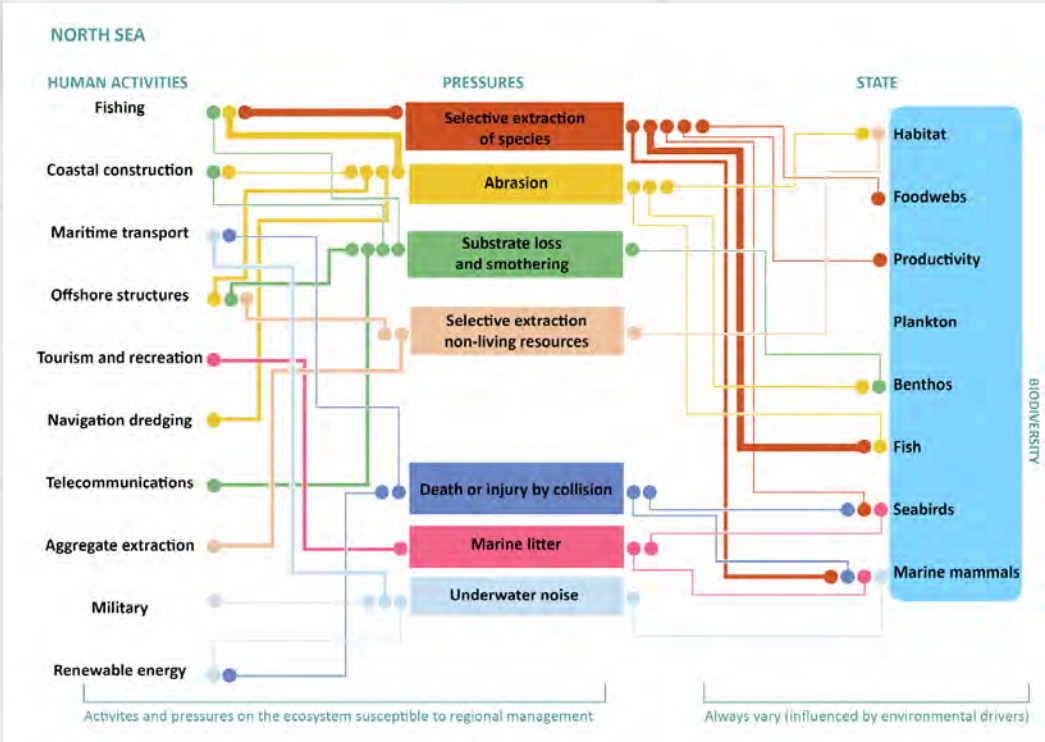 NORTH SEA
HUMAN ACTIVITIES
PRESSURES
STATE
Fishing
Coastal construction
Maritime transport
Offshore structures
Tourism and recreation
Navigation dredging
Telecommunications
Aggregate extraction
Military
Renewable energy
Selective extraction
of species
Abrasion
Substrate loss
and smothering
Selective extraction
non-living resources
Death or injury by collision
Marine litter
Underwater noise
Habitat
Foodwebs
Productivity
Plankton
Benthos
Fish
Seabirds
Marine mammals
BIODIVERSITY
Activites and pressures on the ecosystem susceptible to regional management
Always vary (influenced by environmental drivers)